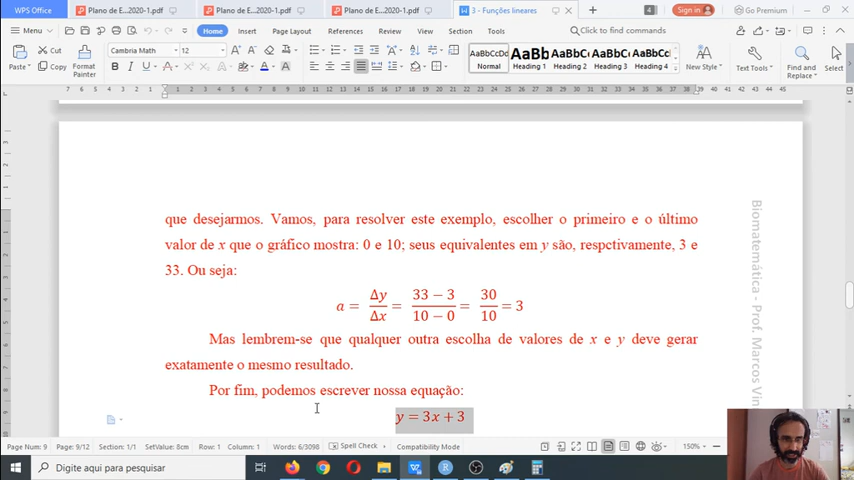 WPS Office
Plano de E...2020-1.pdf
Plano de E...2020-1.pdf
Plano de E...2020-1.pdf
3 - Funções lineares
4
Sign in
Go Premium
Menu
Home
Insert
Page Layout
References
Review
View
Section
Tools
Click to find commands
Cut
Copy
Paste
Format
Painter
Cambria Math
12
AaBbCcDd
Normal
AaBb
Heading 1
AaBb(
Heading 2
AaBbC
Heading 3
New Style
Text Tools
Find and
Replace
Select
que desejarmos. Vamos, para resolver este exemplo, escolher o primeiro e o último
valor de x que o gráfico mostra: 0 e 10; seus equivalentes em y são, respctivamente, 3 e
33. Ou seja:
a = Δy/Δx = 33 − 3/10 − 0 = 30/10 = 3
Mas lembrem-se que qualquer outra escolha de valores de x e y deve gerar
exatamente o mesmo resultado.
Por fim, podemos escrever nossa equação:
y = 3x + 3
Biomatemática - Prof. Marcos Vin
Page Num: 9
Page: 9/12
Section: 1/1
SetValue: 8cm
Row: 1
Column: 1
Words: 6/3098
Spell Check
Compatibility Mode
150%
Digite aqui para pesquisar